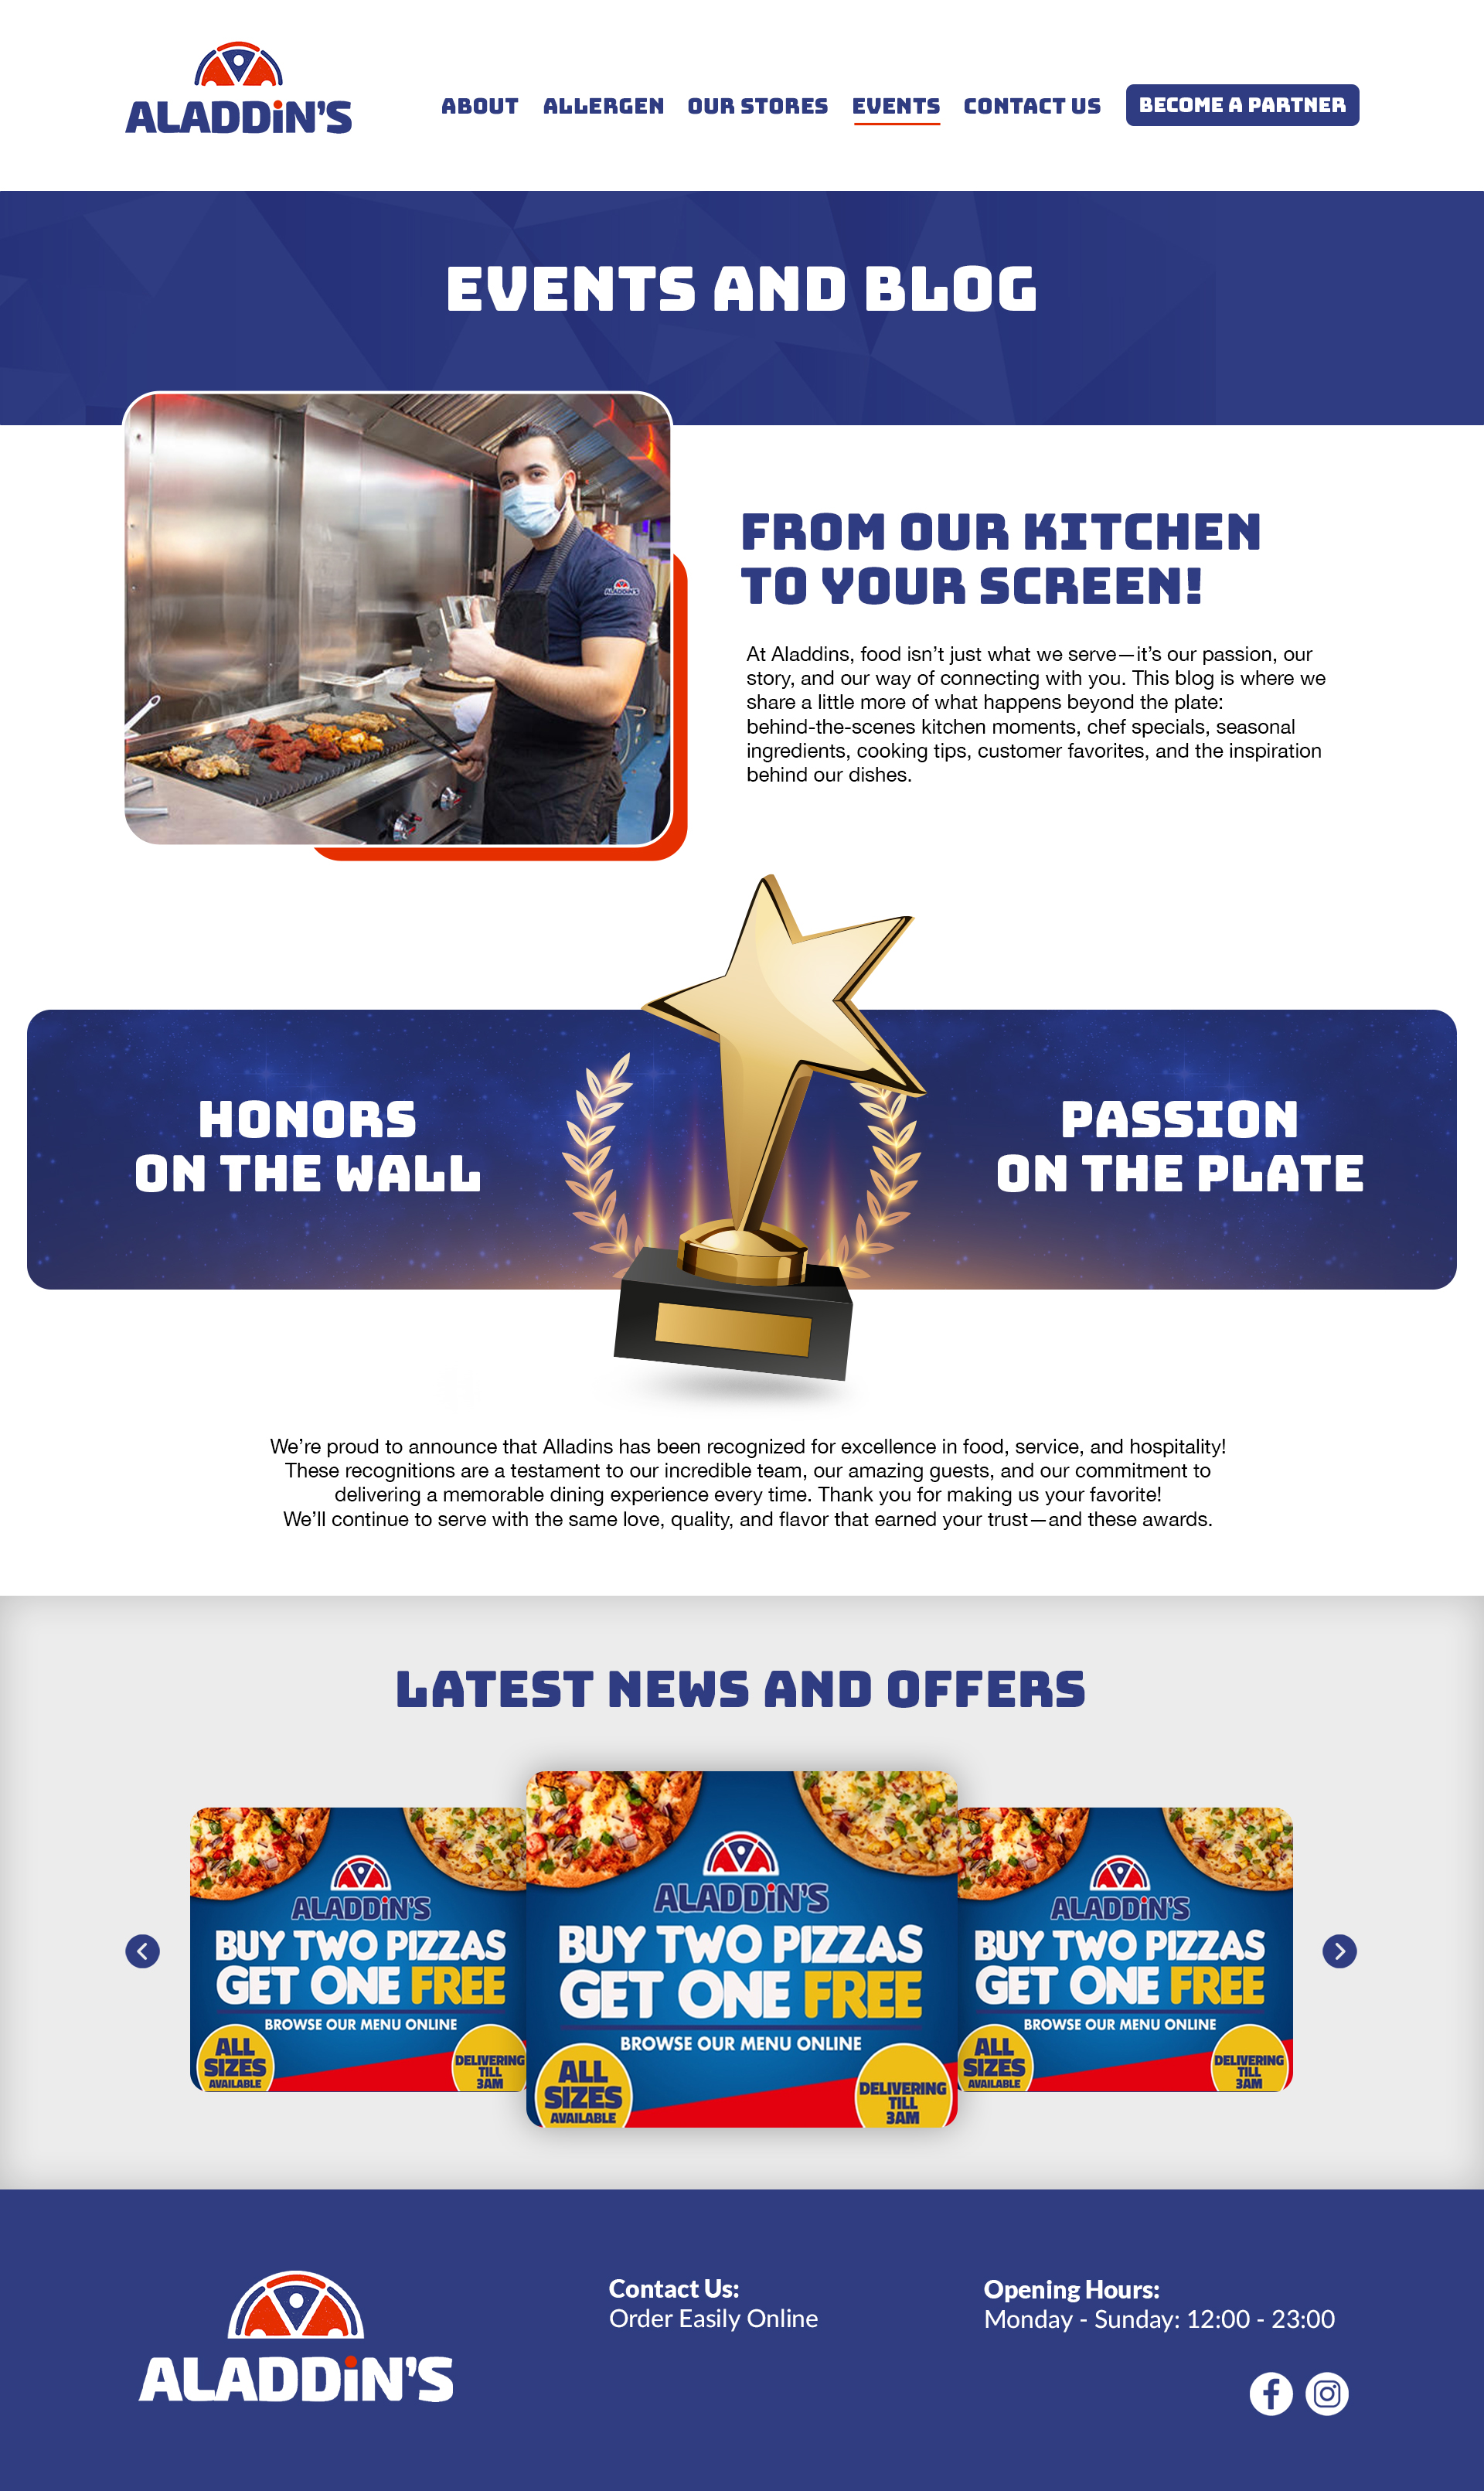 ALADDiN'S
ABOUT ALLERGEN OUR STORES EVENTS CONTACT US BECOME A PARTNER
EVENTS AND BLOG
ALADDiN'S
FROM OUR KITCHEN
TO YOUR SCREEN!
At Aladdins, food isn’t just what we serve—it’s our passion, our
story, and our way of connecting with you. This blog is where we
share a little more of what happens beyond the plate:
behind-the-scenes kitchen moments, chef specials, seasonal
ingredients, cooking tips, customer favorites, and the inspiration
behind our dishes.
HONORS
ON THE WALL
PASSION
ON THE PLATE
We’re proud to announce that Alladins has been recognized for excellence in food, service, and hospitality!
These recognitions are a testament to our incredible team, our amazing guests, and our commitment to
delivering a memorable dining experience every time. Thank you for making us your favorite!
We’ll continue to serve with the same love, quality, and flavor that earned your trust—and these awards.
LATEST NEWS AND OFFERS
ALADDiN'S
BUY TWO PIZZAS
GET ONE FREE
BROWSE OUR MENU ONLINE
ALL
SIZES
AVAILABLE
DELIVERING
TILL
3AM
ALADDiN'S
BUY TWO PIZZAS
GET ONE FREE
BROWSE OUR MENU ONLINE
ALL
SIZES
AVAILABLE
DELIVERING
TILL
3AM
ALADDiN'S
BUY TWO PIZZAS
GET ONE FREE
BROWSE OUR MENU ONLINE
ALL
SIZES
AVAILABLE
DELIVERING
TILL
3AM
ALADDiN'S
Contact Us:
Order Easily Online
Opening Hours:
Monday - Sunday: 12:00 - 23:00